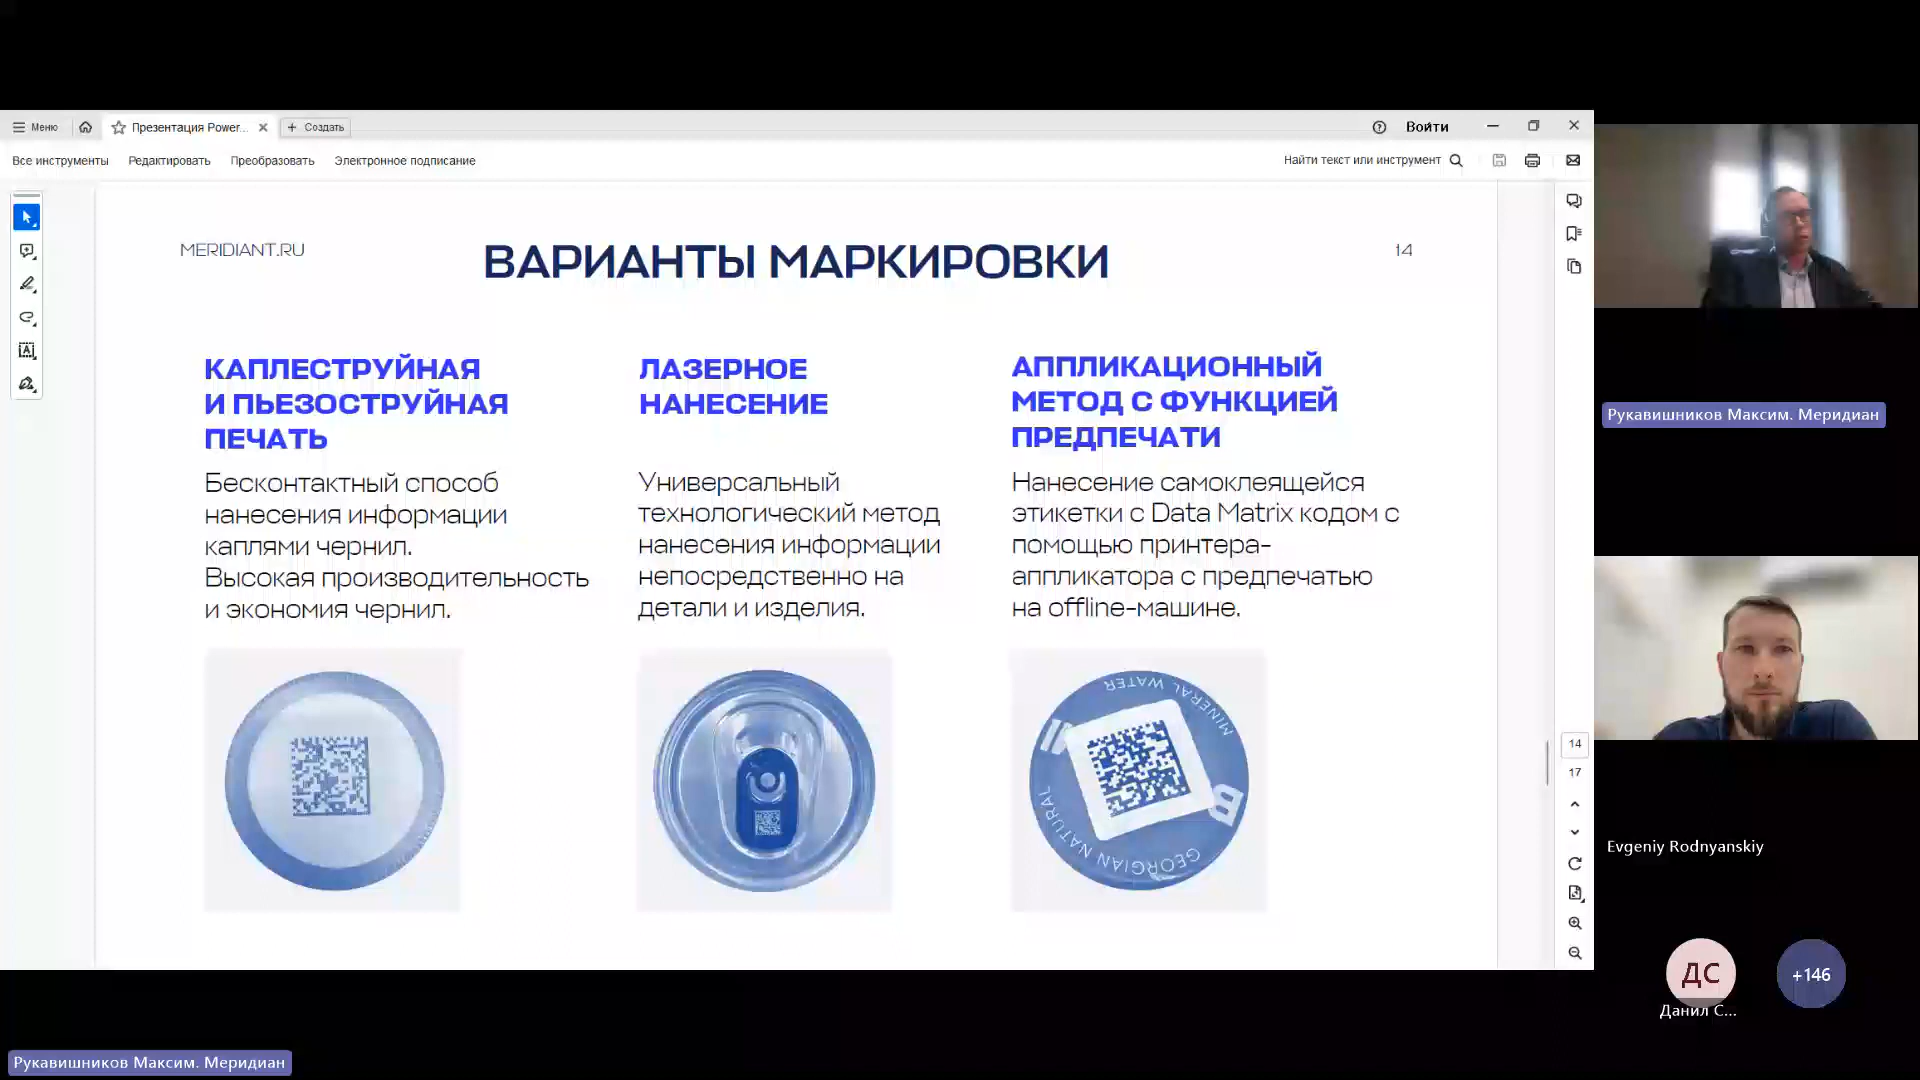 Меню
Презентация Power...
Создать
Войти
Все инструменты
Редактировать
Преобразовать
Электронное подписание
Найти текст или инструмент
MERIDIANT.RU
ВАРИАНТЫ МАРКИРОВКИ
14
КАПЛЕСТРУЙНАЯ
И ПЬЕЗОСТРУЙНАЯ
ПЕЧАТЬ
Бесконтактный способ
нанесения информации
каплями чернил.
Высокая производительность
и экономия чернил.
ЛАЗЕРНОЕ
НАНЕСЕНИЕ
Универсальный
технологический метод
нанесения информации
непосредственно на
детали и изделия.
АППЛИКАЦИОННЫЙ
МЕТОД С ФУНКЦИЕЙ
ПРЕДПЕЧАТИ
Нанесение самоклеящейся
этикетки с Data Matrix кодом с
помощью принтера-
аппликатора с предпечатью
на offline-машине.
MINERAL WATER
GEORGIAN NATURAL
B
14
17
Рукавишников Максим. Меридиан
Evgeniy Rodnyanskiy
ДС
Данил С...
+146
Рукавишников Максим. Меридиан